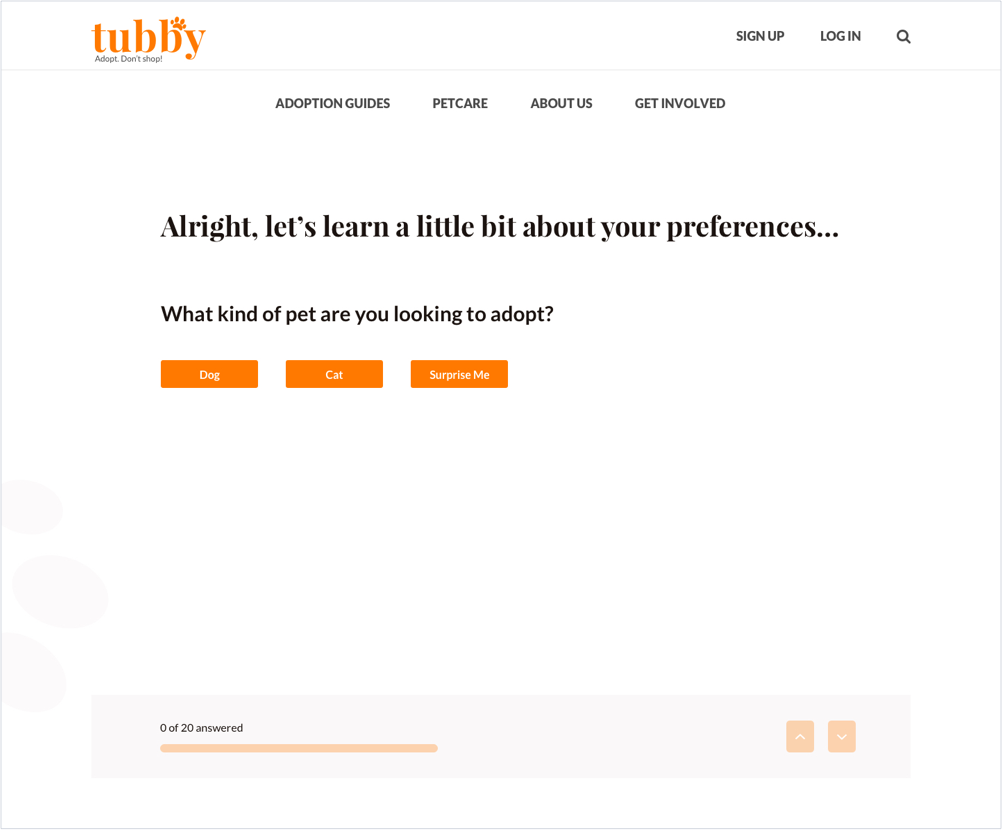 tubby
Adopt. Don't shop!
SIGN UP
LOG IN
ADOPTION GUIDES
PETCARE
ABOUT US
GET INVOLVED
Alright, let’s learn a little bit about your preferences...
What kind of pet are you looking to adopt?
Dog
Cat
Surprise Me
0 of 20 answered